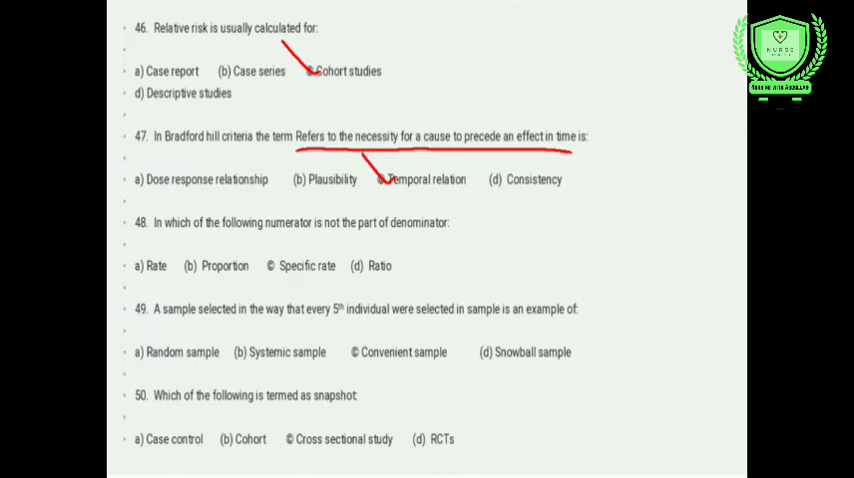 46. Relative risk is usually calculated for:
a) Case report (b) Case series © Cohort studies
d) Descriptive studies
47. In Bradford hill criteria the term Refers to the necessity for a cause to precede an effect in time is:
a) Dose response relationship (b) Plausibility © Temporal relation (d) Consistency
48. In which of the following numerator is not the part of denominator:
a) Rate (b) Proportion © Specific rate (d) Ratio
49. A sample selected in the way that every 5th individual were selected in sample is an example of:
a) Random sample (b) Systemic sample © Convenient sample (d) Snowball sample
50. Which of the following is termed as snapshot:
a) Case control (b) Cohort © Cross sectional study (d) RCTs
NURSE
NURSING WITH ABDULLAH